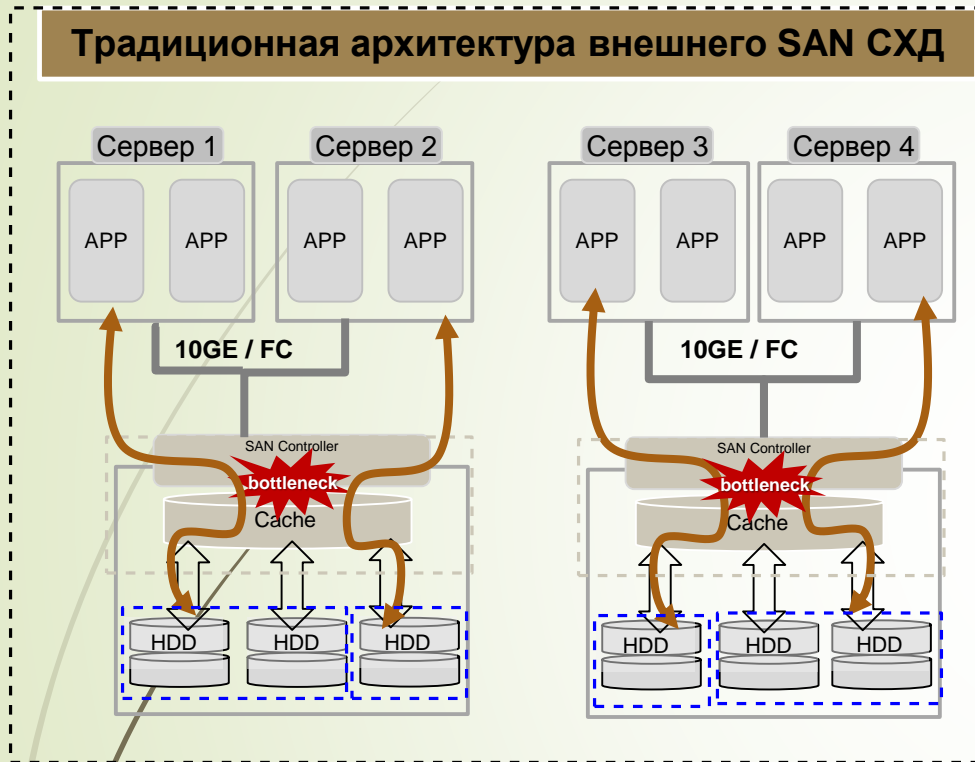 Традиционная архитектура внешнего SAN СХД
Сервер 1
Сервер 2
Сервер 3
Сервер 4
APP
APP
APP
APP
APP
APP
APP
APP
10GE / FC
10GE / FC
SAN Controller
SAN Controller
bottleneck
bottleneck
Cache
Cache
HDD
HDD
HDD
HDD
HDD
HDD